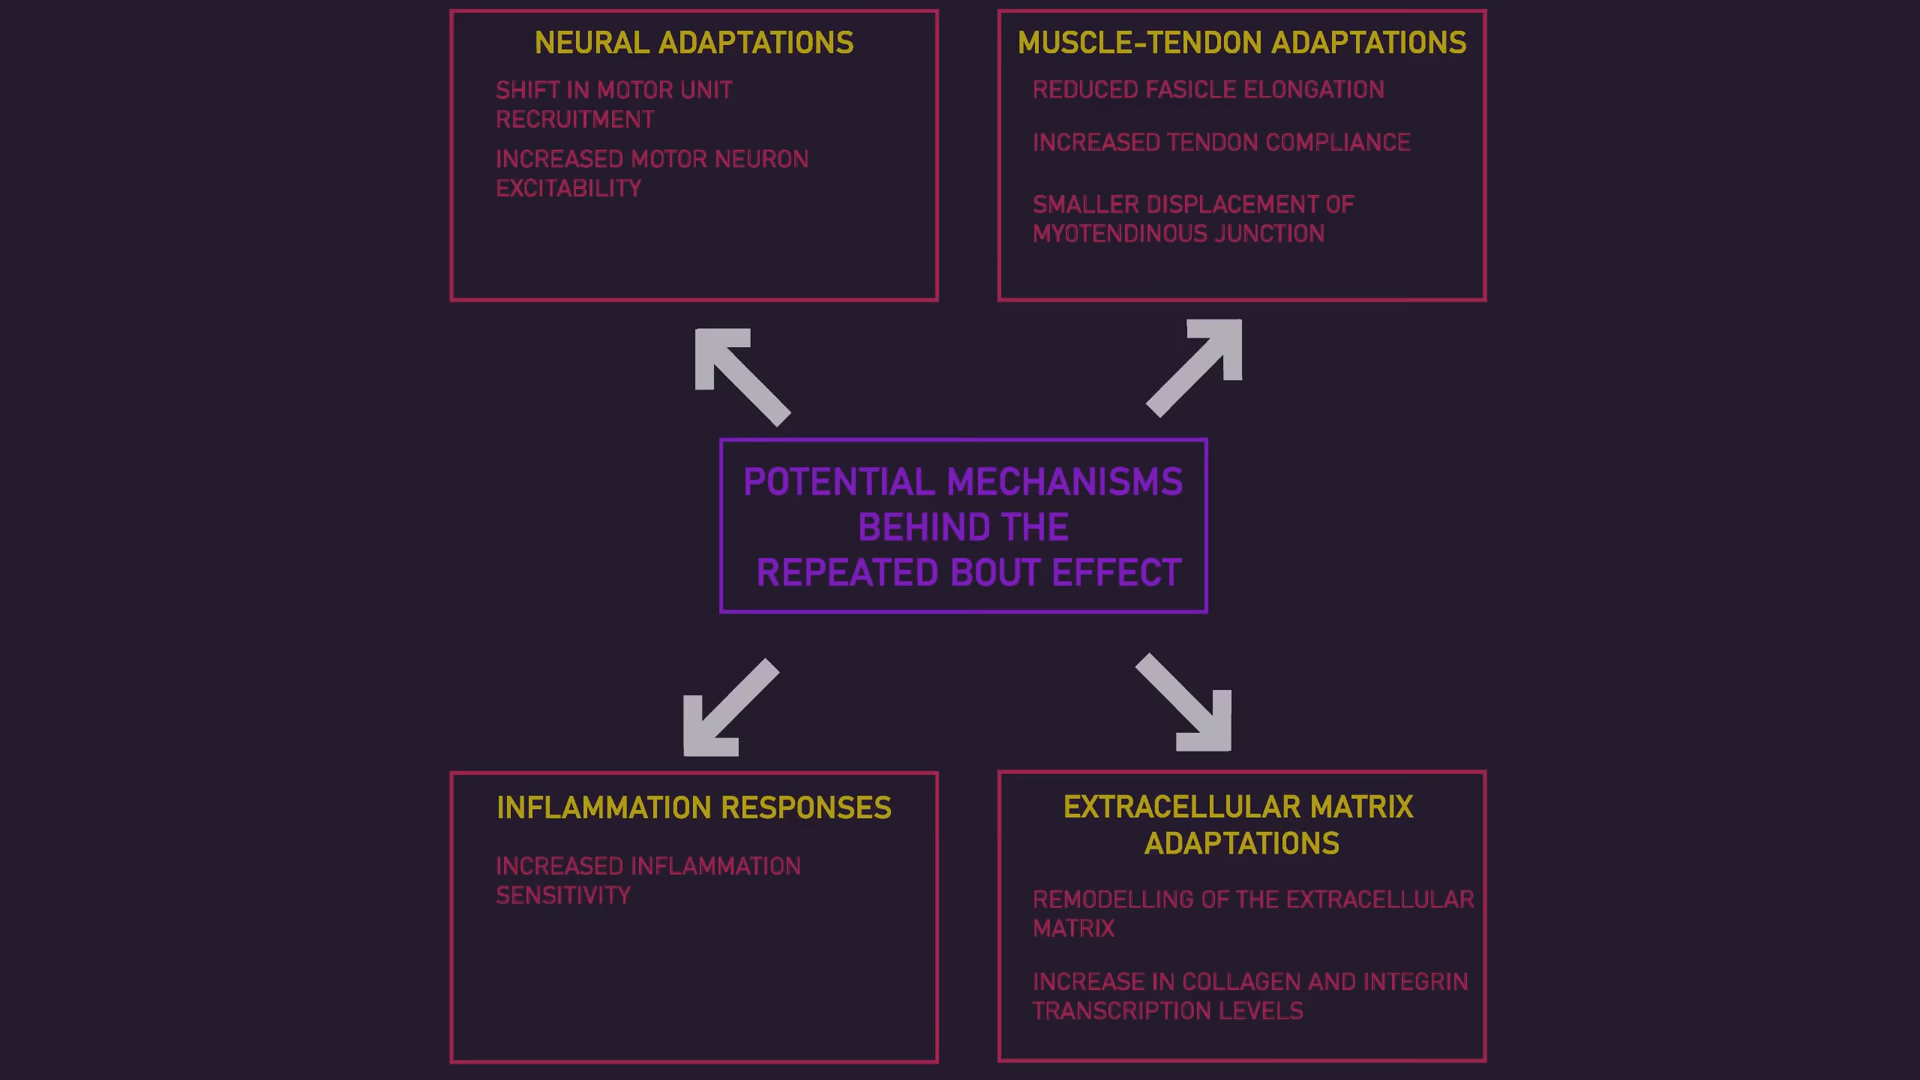 NEURAL ADAPTATIONS
SHIFT IN MOTOR UNIT
RECRUITMENT
INCREASED MOTOR NEURON
EXCITABILITY
MUSCLE-TENDON ADAPTATIONS
REDUCED FASICLE ELONGATION
INCREASED TENDON COMPLIANCE
SMALLER DISPLACEMENT OF
MYOTENDINOUS JUNCTION
POTENTIAL MECHANISMS
BEHIND THE
REPEATED BOUT EFFECT
INFLAMMATION RESPONSES
INCREASED INFLAMMATION
SENSITIVITY
EXTRACELLULAR MATRIX
ADAPTATIONS
REMODELLING OF THE EXTRACELLULAR
MATRIX
INCREASE IN COLLAGEN AND INTEGRIN
TRANSCRIPTION LEVELS